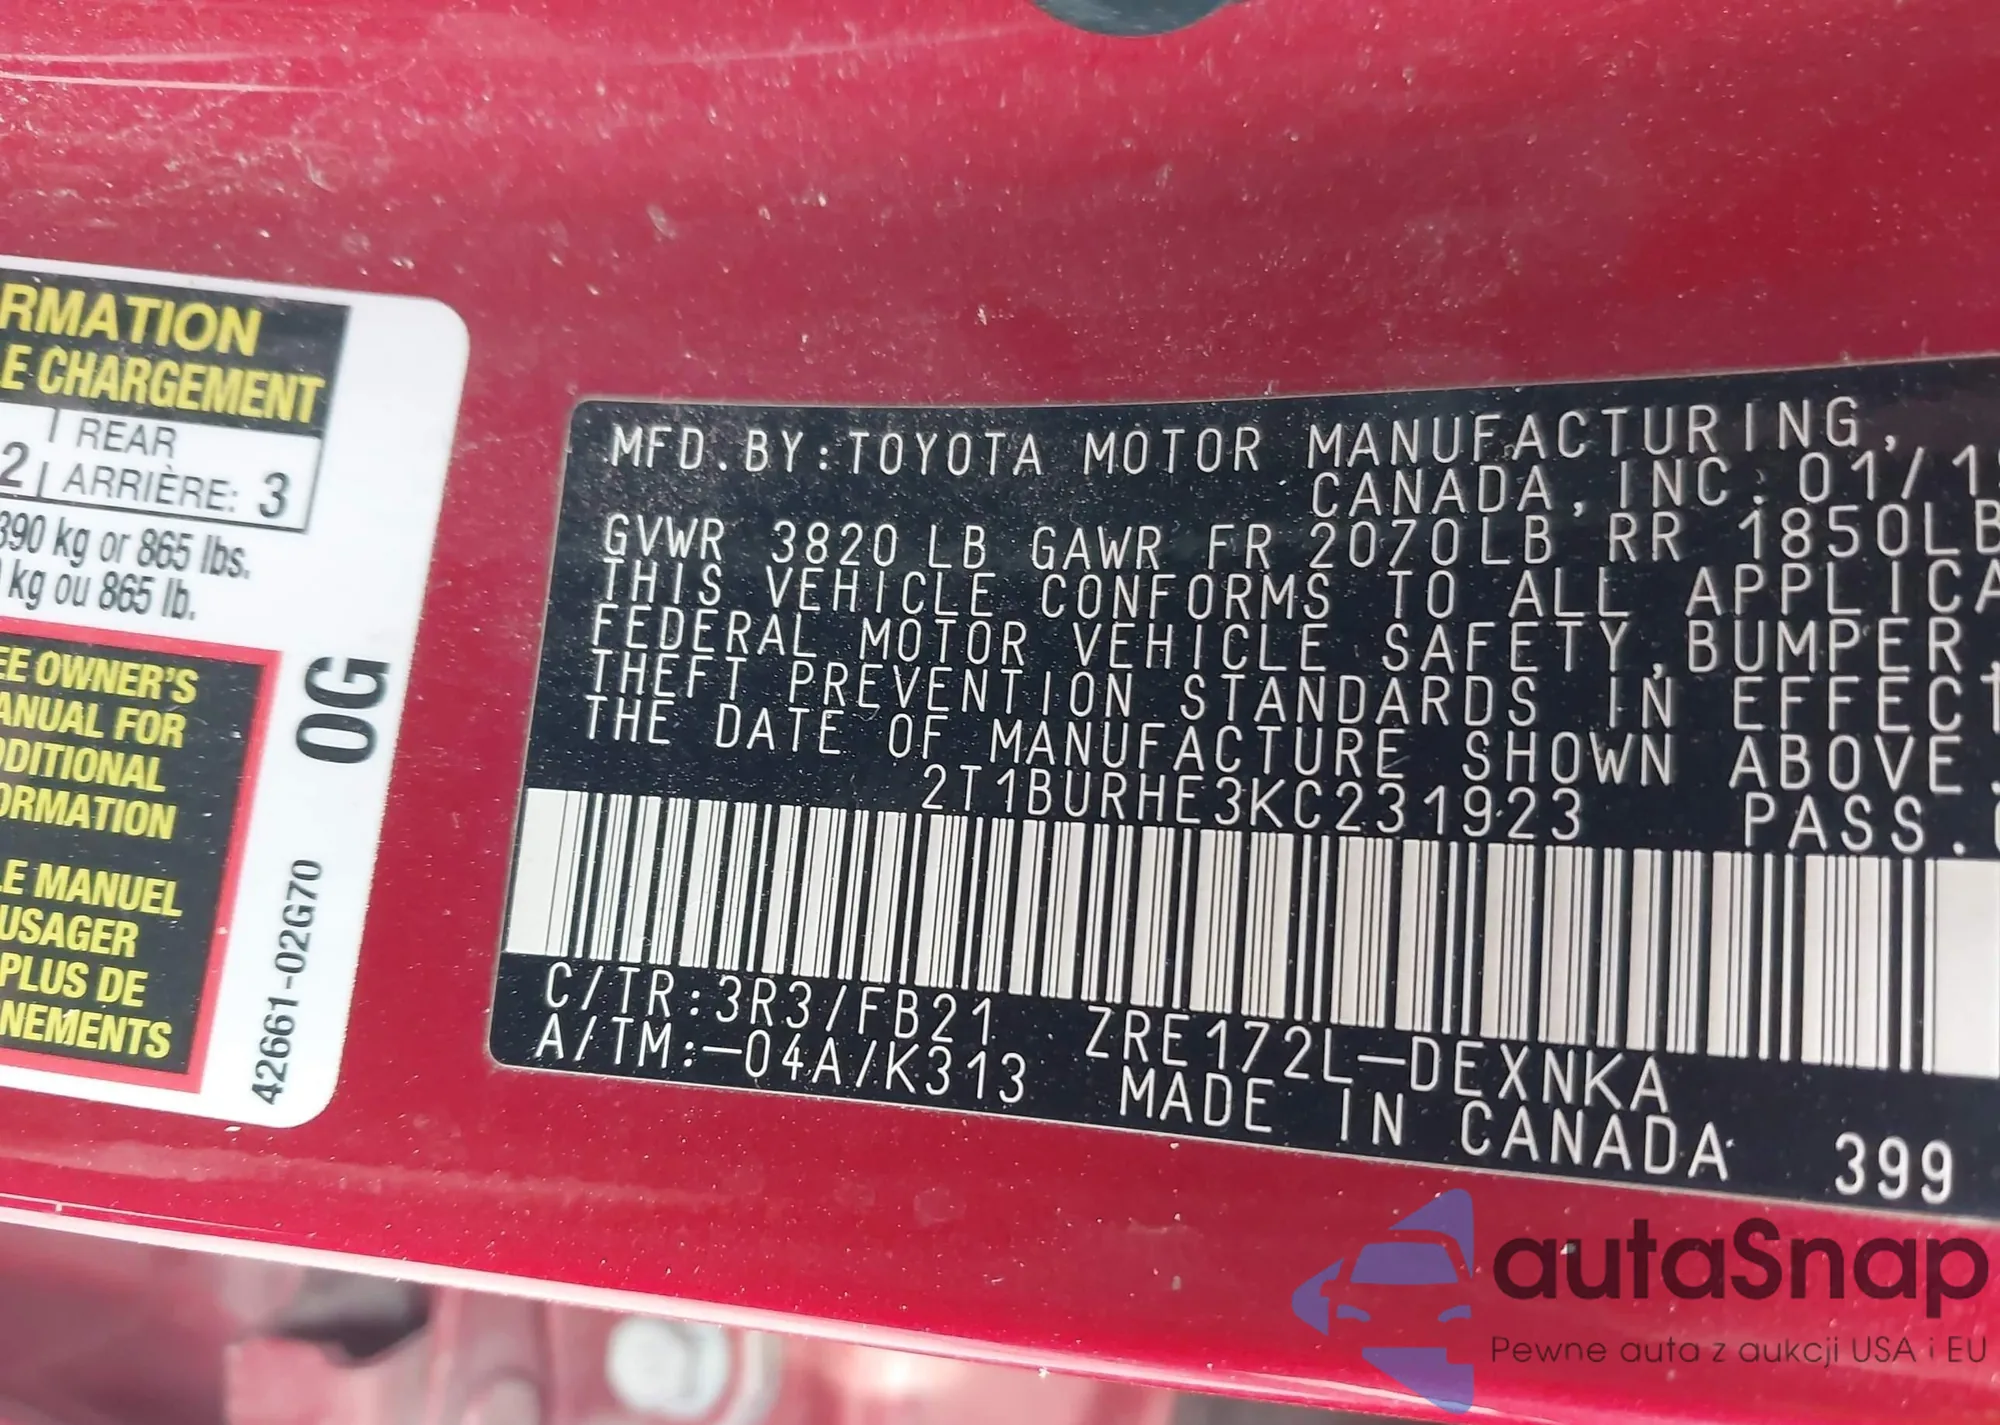 RMATION
E CHARGEMENT
2 REAR
ARRIÈRE: 3
390 kg or 865 lbs.
kg ou 865 lb.
EE OWNER'S
ANUAL FOR
DDITIONAL
ORMATION
LE MANUEL
USAGER
PLUS DE
NEMENTS
0G
42661-02G70
MFD.BY:TOYOTA MOTOR MANUFACTURING,
CANADA,INC. 01/19
GVWR 3820LB GAWR FR 2070LB RR 1850LB
THIS VEHICLE CONFORMS TO ALL APPLICA
FEDERAL MOTOR VEHICLE SAFETY,BUMPER,
THEFT PREVENTION STANDARDS IN EFFECT
THE DATE OF MANUFACTURE SHOWN ABOVE.
2T1BURHE3KC231923 PASS.
C/TR:3R3/FB21 ZRE172L-DEXNKA
A/TM:-04A/K313 MADE IN CANADA 399
autaSnap
Pewne auta z aukcji USA i EU